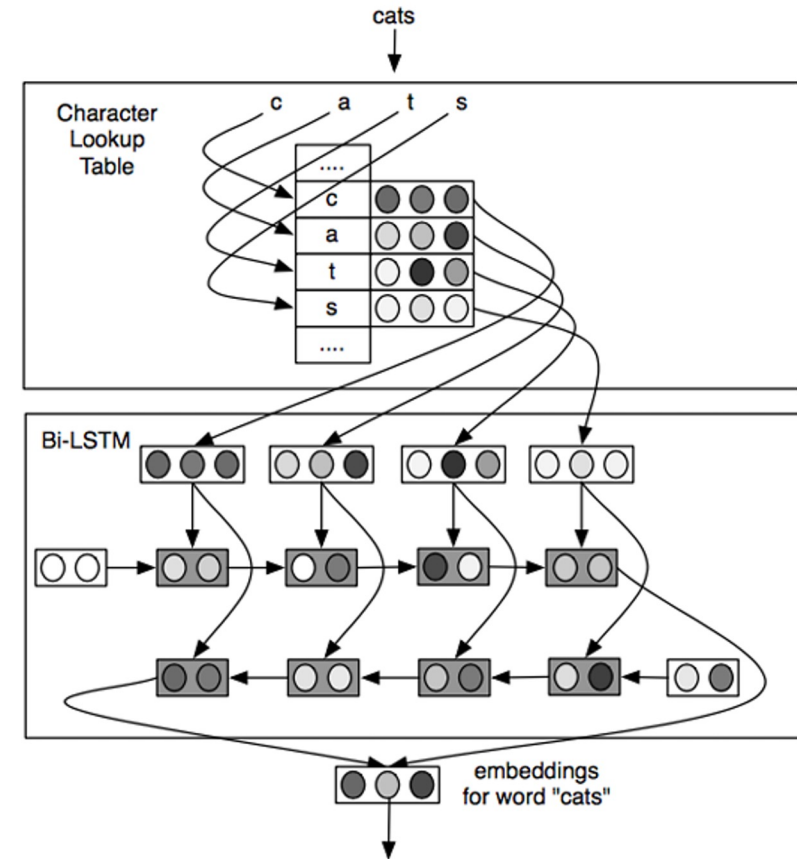 cats
Character
Lookup
Table
c a t s
....
c
a
t
s
....
Bi-LSTM
embeddings
for word "cats"